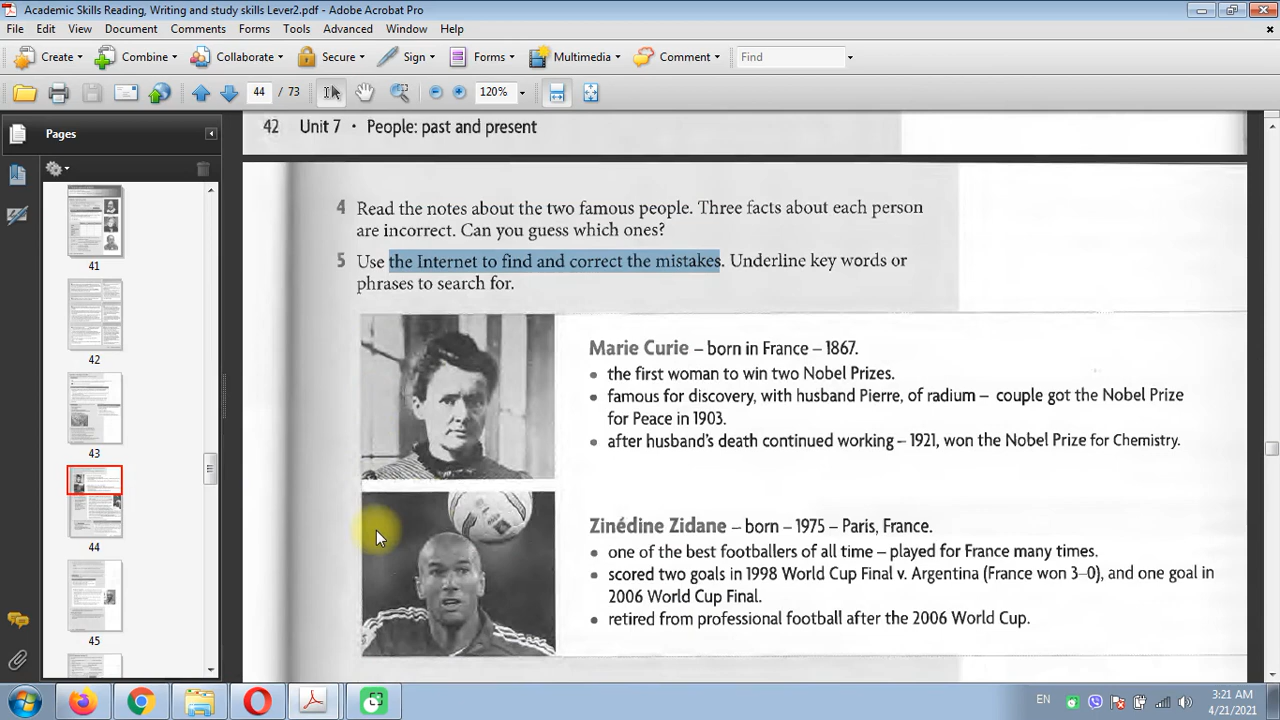 Academic Skills Reading, Writing and study skills Lever2.pdf - Adobe Acrobat Pro
File Edit View Document Comments Forms Tools Advanced Window Help
Create Combine Collaborate Secure Sign Forms Multimedia Comment Find
44 / 73 120%
Pages
41
42
43
44
45
42 Unit 7 • People: past and present
4 Read the notes about the two famous people. Three facts about each person
are incorrect. Can you guess which ones?
5 Use the Internet to find and correct the mistakes. Underline key words or
phrases to search for.
Marie Curie – born in France – 1867.
• the first woman to win two Nobel Prizes.
• famous for discovery, with husband Pierre, of radium – couple got the Nobel Prize
for Peace in 1903.
• after husband's death continued working – 1921, won the Nobel Prize for Chemistry.
Zinédine Zidane – born – 1975 – Paris, France.
• one of the best footballers of all time – played for France many times.
• scored two goals in 1998 World Cup Final v. Argentina (France won 3–0), and one goal in
2006 World Cup Final.
• retired from professional football after the 2006 World Cup.
EN
3:21 AM
4/21/2021